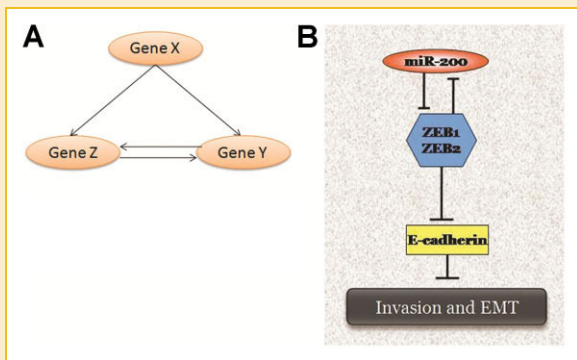 A
Gene X
Gene Z
Gene Y
B
miR-200
ZEB1
ZEB2
E-cadherin
Invasion and EMT